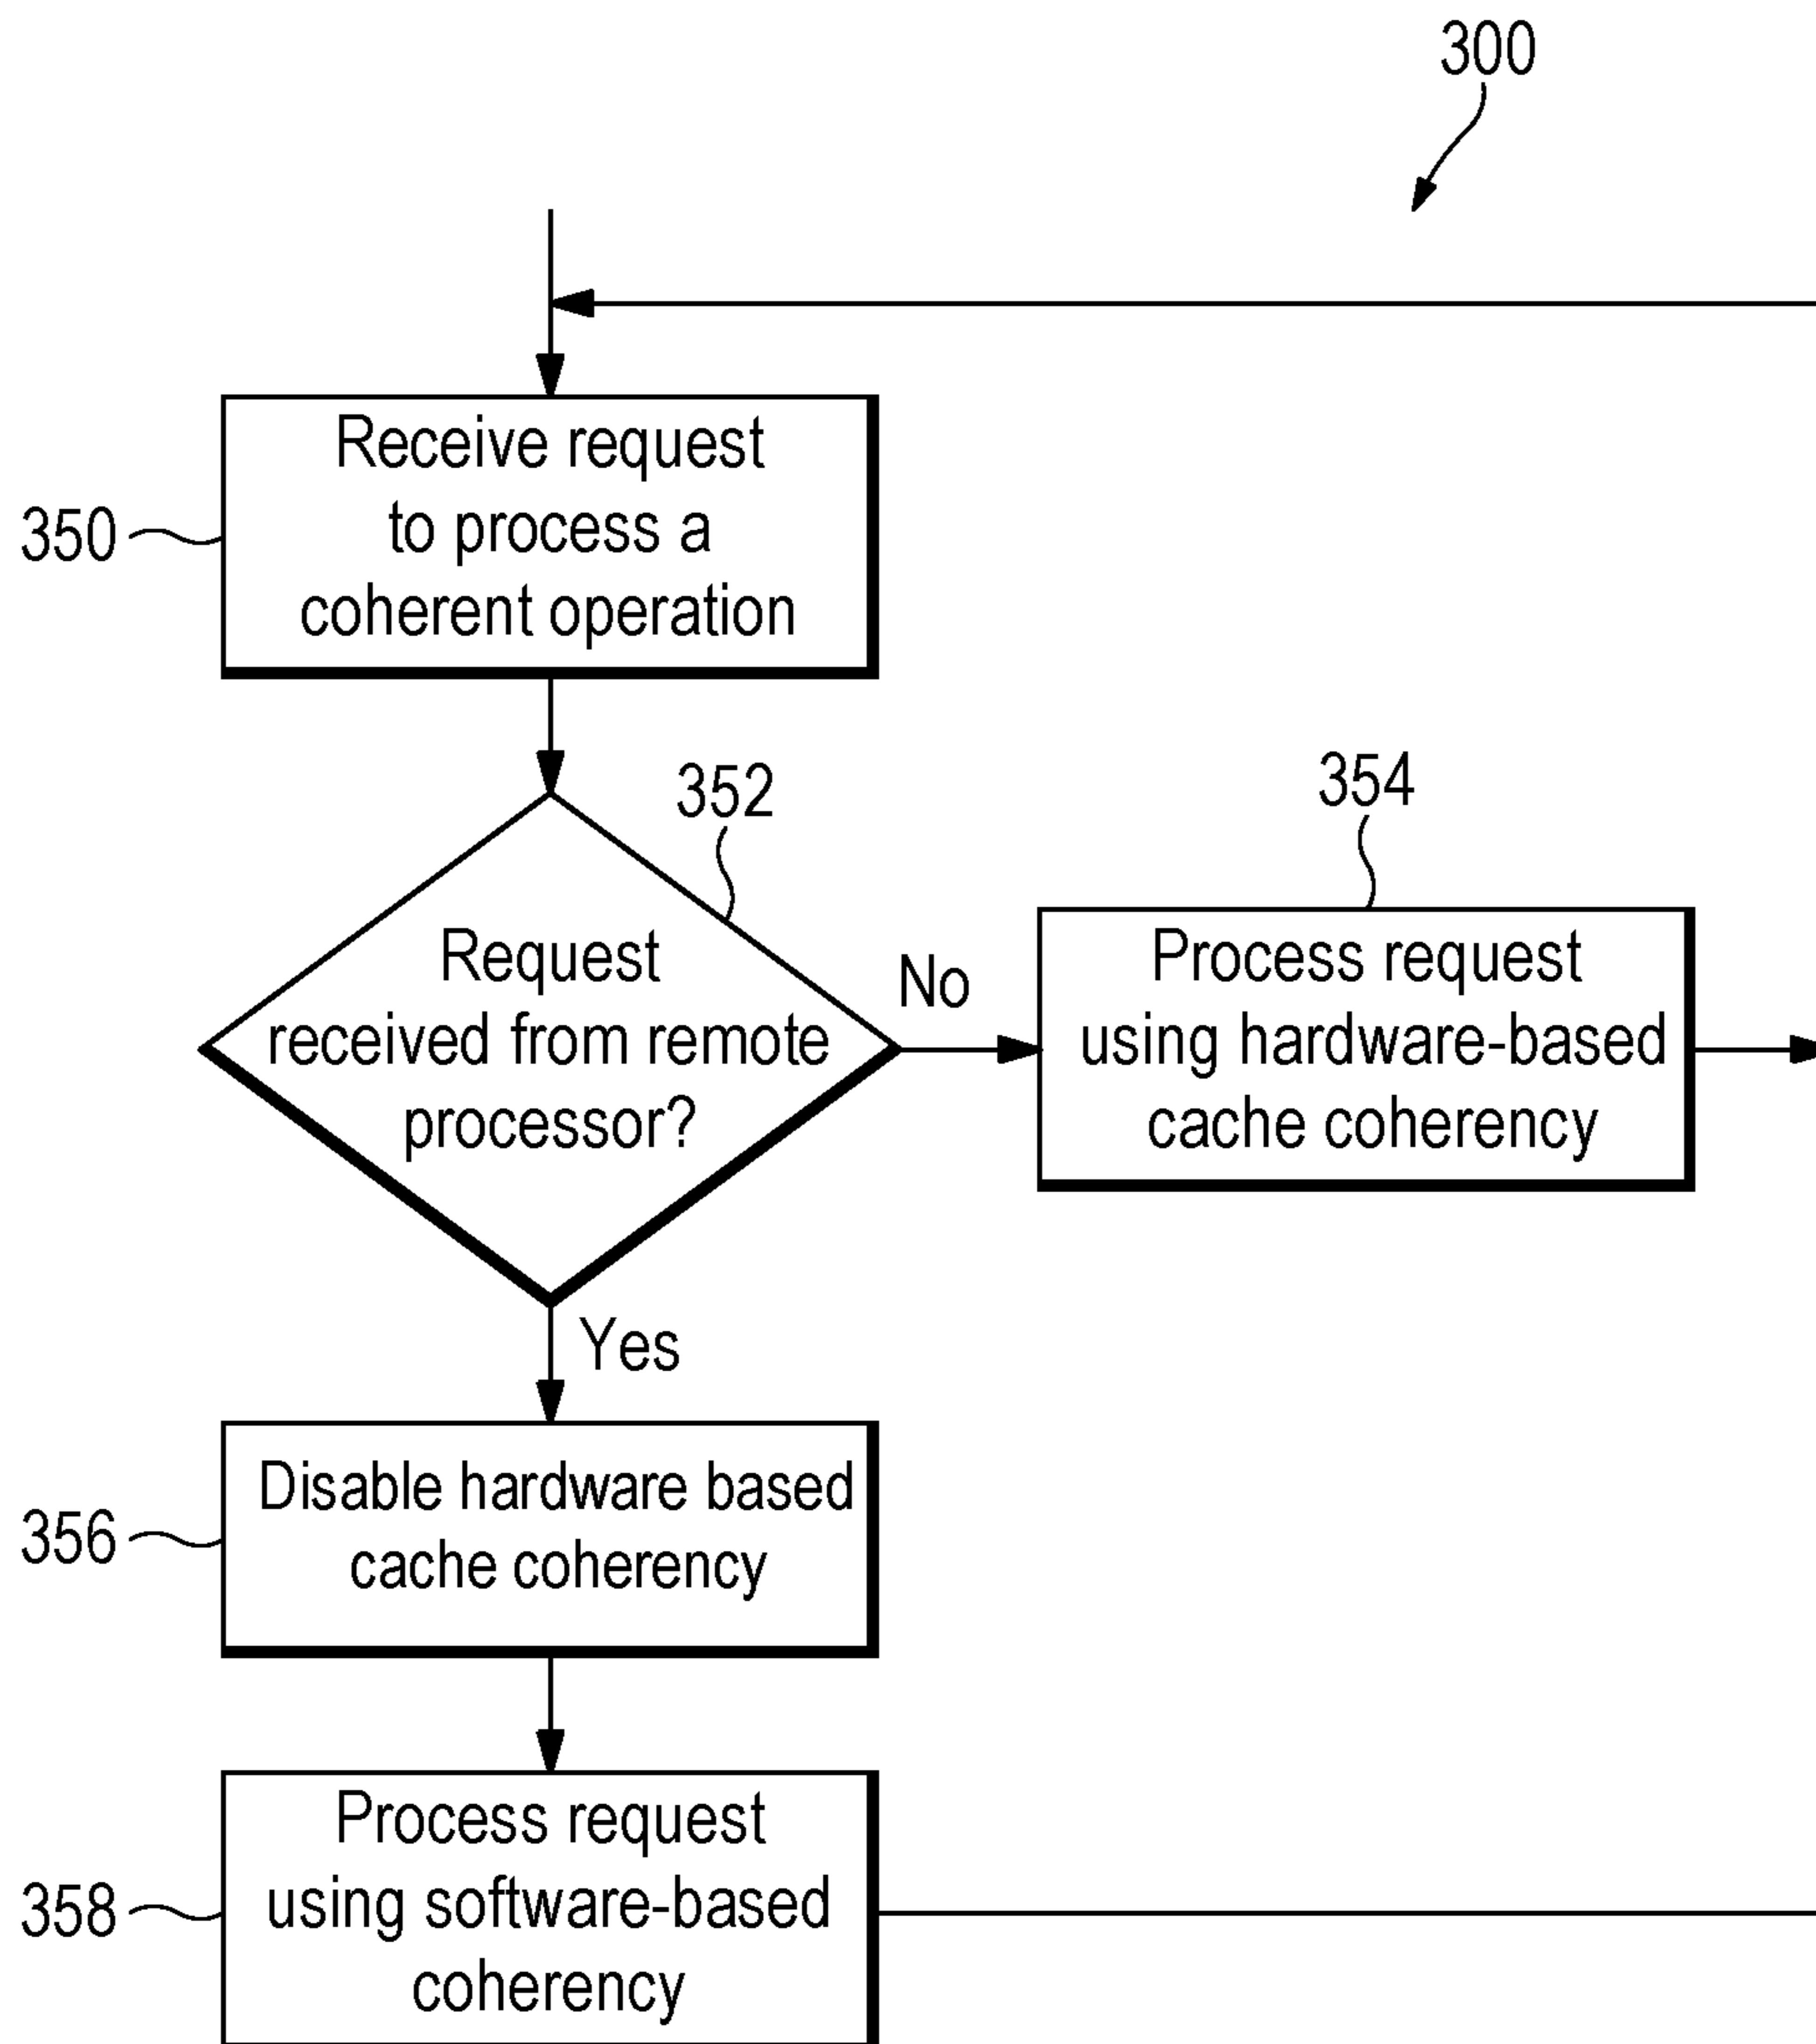 300
Receive request
to process a
coherent operation
350
352
Request
received from remote
processor?
No
354
Process request
using hardware-based
cache coherency
Yes
Disable hardware based
cache coherency
356
Process request
using software-based
coherency
358